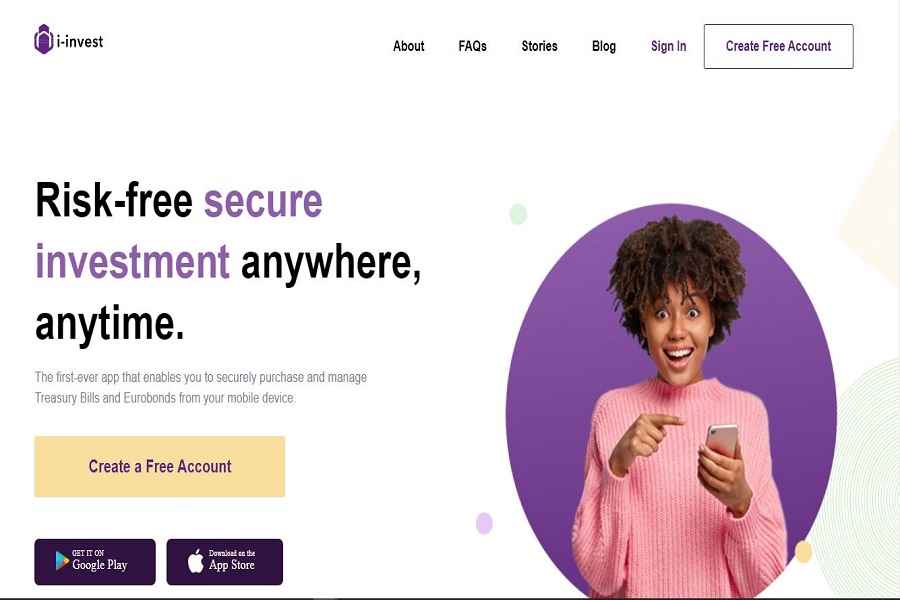 i-invest
About
FAQs
Stories
Blog
Sign In
Create Free Account
Risk-free secure
investment anywhere,
anytime.
The first-ever app that enables you to securely purchase and manage
Treasury Bills and Eurobonds from your mobile device.
Create a Free Account
GET IT ON
Google Play
Download on the
App Store